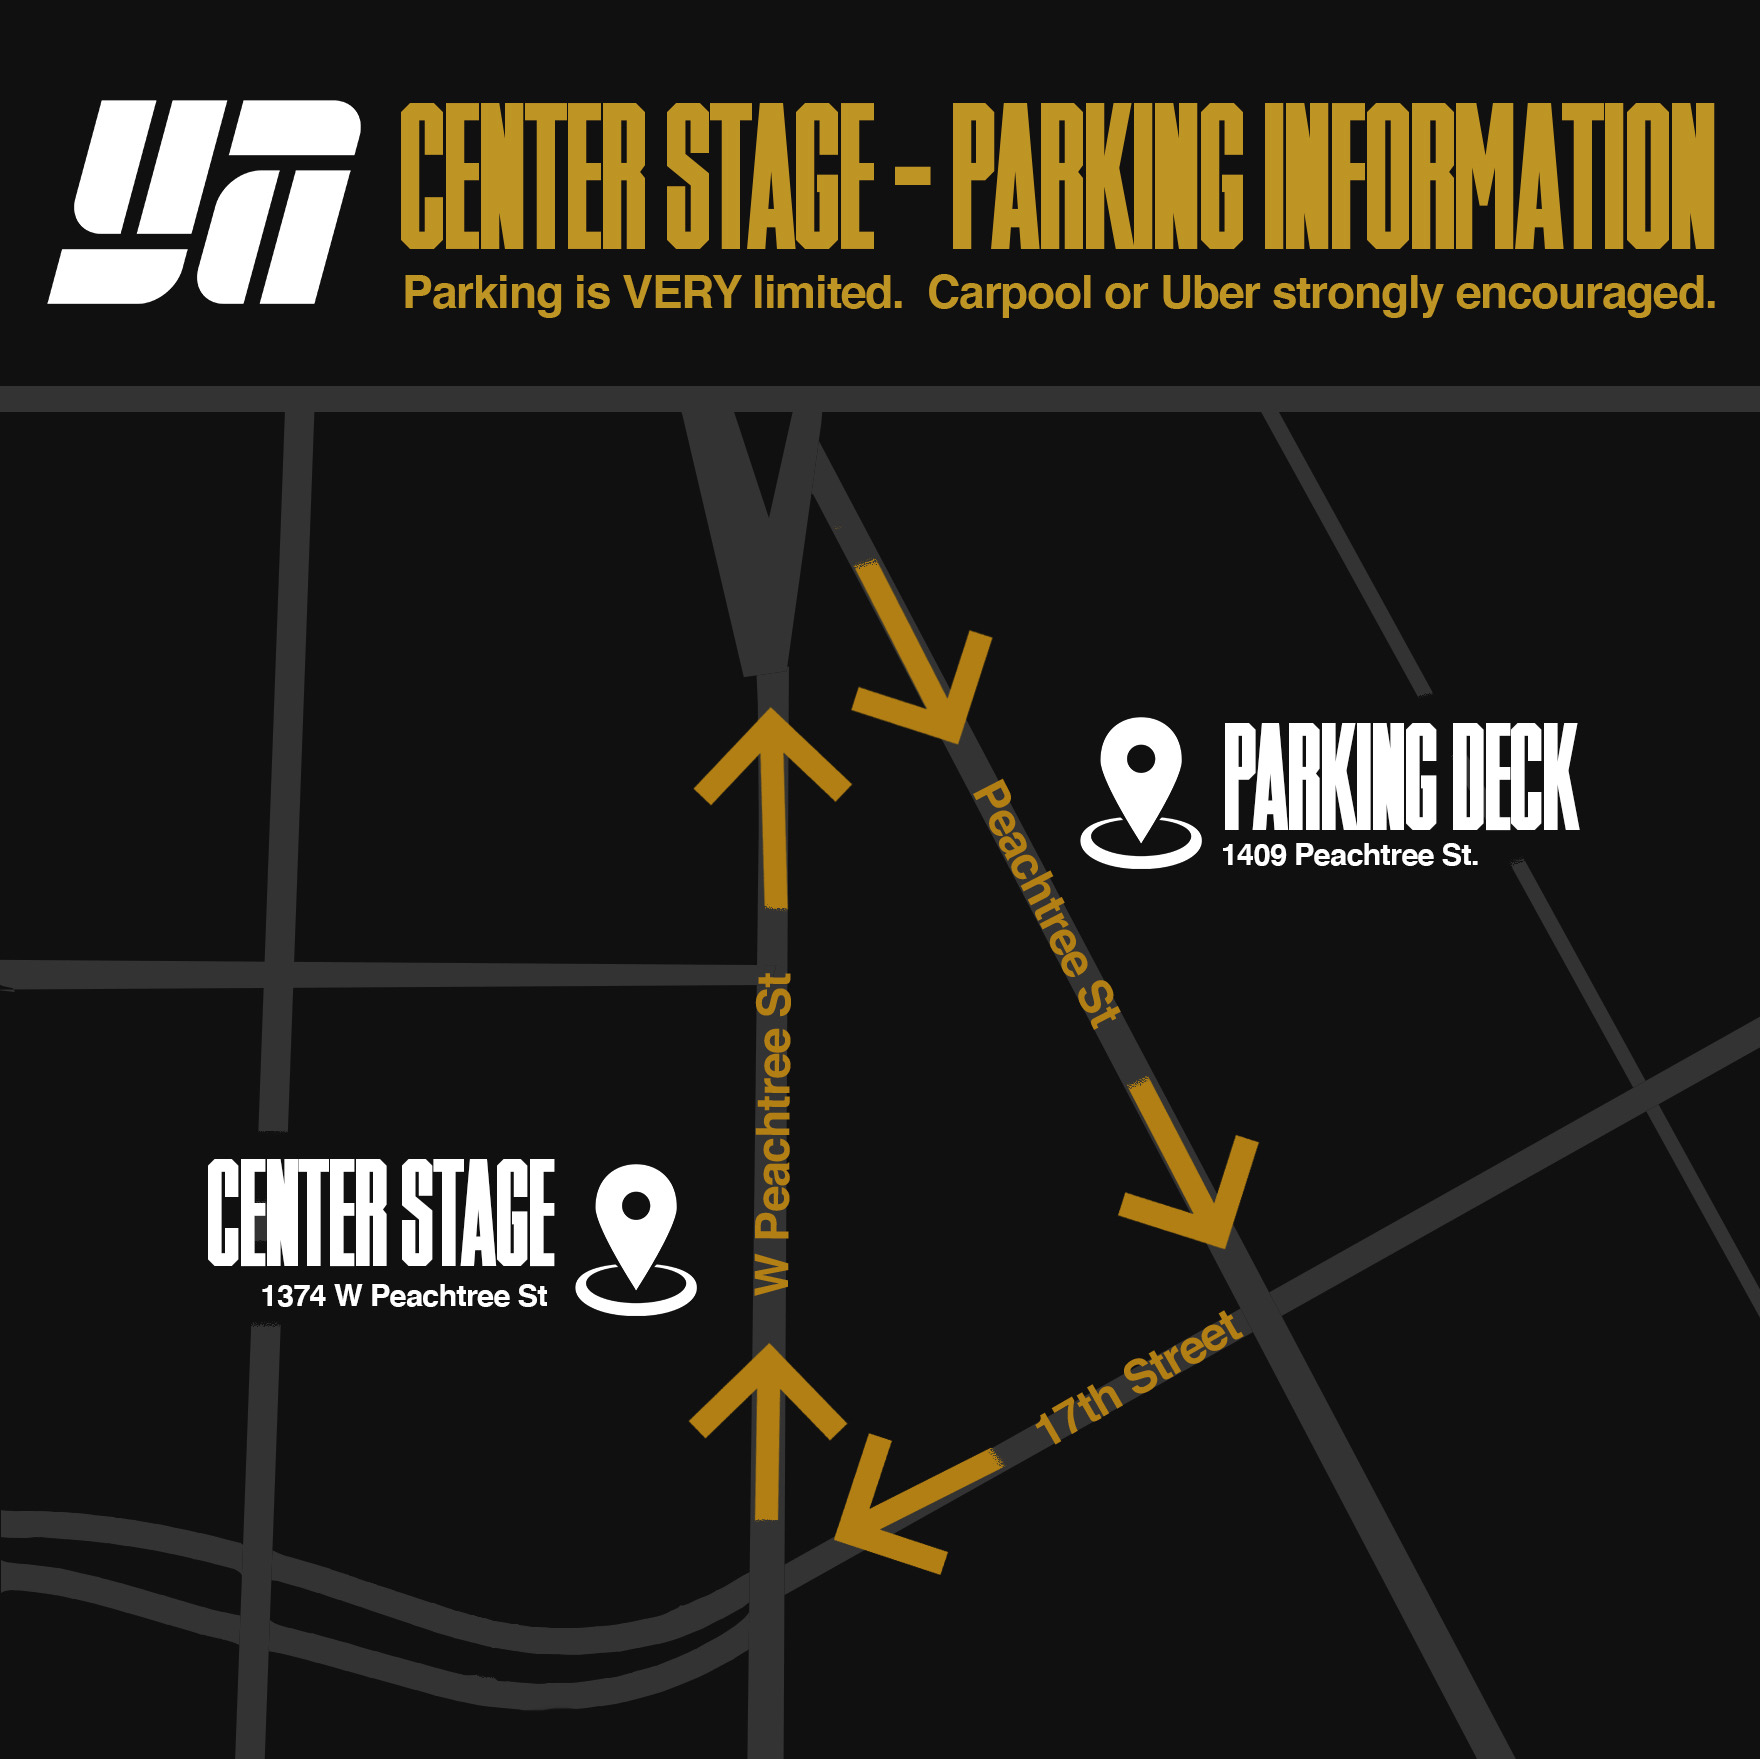 YA
CENTER STAGE - PARKING INFORMATION
Parking is VERY limited.  Carpool or Uber strongly encouraged.
Peachtree St
PARKING DECK
1409 Peachtree St.
W Peachtree St
CENTER STAGE
1374 W Peachtree St
17th Street